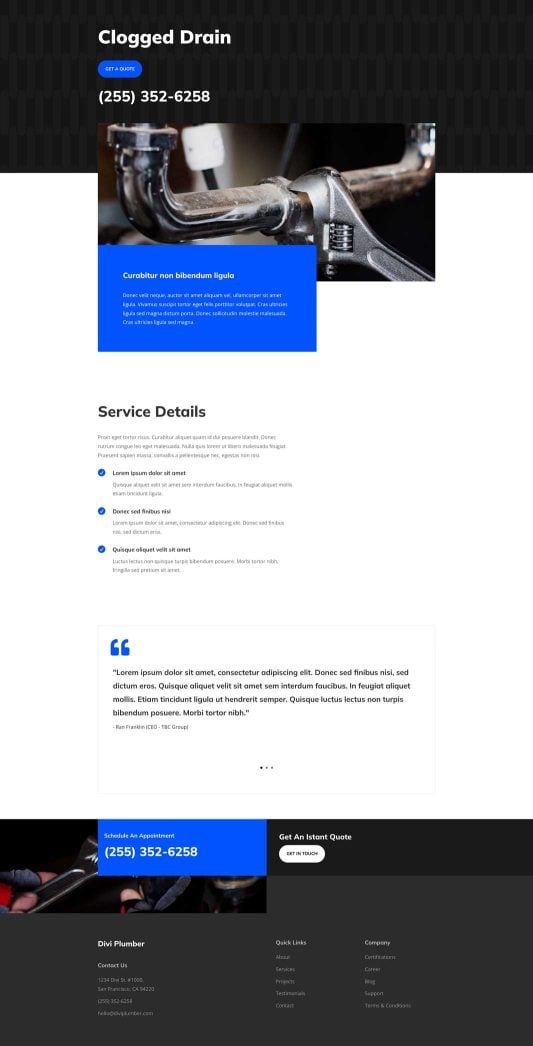 Clogged Drain
GET A QUOTE
(255) 352-6258
Curabitur non bibendum ligula
Donec velit neque, auctor sit amet aliquam vel, ullamcorper sit amet
ligula. Vivamus suscipit tortor eget felis porttitor volutpat. Cras ultricies
ligula sed magna dictum porta. Donec sollicitudin molestie malesuada.
Cras ultricies ligula sed magna.
Service Details
Proin eget tortor risus. Curabitur aliquet quam id dui posuere blandit. Donec
rutrum congue leo eget malesuada. Nulla quis lorem ut libero malesuada feugiat.
Praesent sapien massa, convallis a pellentesque nec, egestas non nisi.
Lorem ipsum dolor sit amet
Quisque aliquet velit sit amet sem interdum faucibus. In feugiat aliquet mollis
etiam tincidunt ligula.
Donec sed finibus nisi
Lorem ipsum dolor sit amet, consectetur adipiscing elit. Donec sed finibus
nisi, sed dictum eros.
Quisque aliquet velit sit amet
Luctus lectus non quisque turpis bibendum posuere. Morbi tortor nibh,
fringilla sed pretium sit amet.
"Lorem ipsum dolor sit amet, consectetur adipiscing elit. Donec sed finibus nisi, sed
dictum eros. Quisque aliquet velit sit amet sem interdum faucibus. In feugiat aliquet
mollis. Etiam tincidunt ligula ut hendrerit semper. Quisque luctus lectus non turpis
bibendum posuere. Morbi tortor nibh."
- Ran Franklin (CEO - TBC Group)
Schedule An Appointment
(255) 352-6258
Get An Istant Quote
GET IN TOUCH
Divi Plumber
Contact Us
1234 Divi St. #1000,
San Francisco, CA 94220
(255) 352-6258
hello@diviplumber.com
Quick Links
About
Services
Projects
Testimonials
Contact
Company
Certifications
Career
Blog
Support
Terms & Conditions